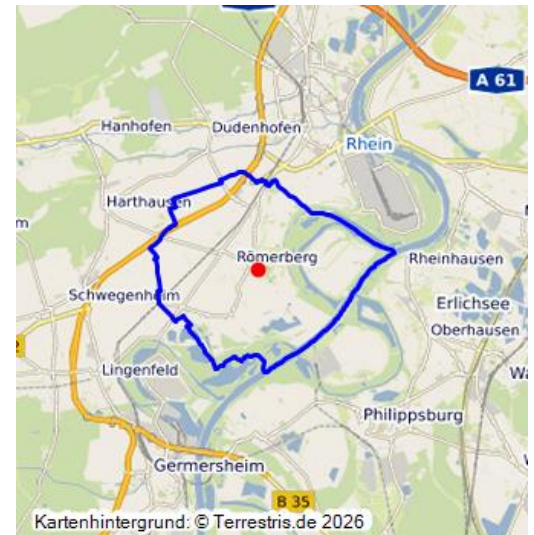 A 61
Hanhofen
Dudenhofen
Rhein
Harthausen
Römerberg
Rheinhausen
Schwegenheim
Erlichsee
Oberhausen
Lingenfeld
Philippsburg
Germersheim
B 35
Kartenhintergrund: © Terrestris.de 2026